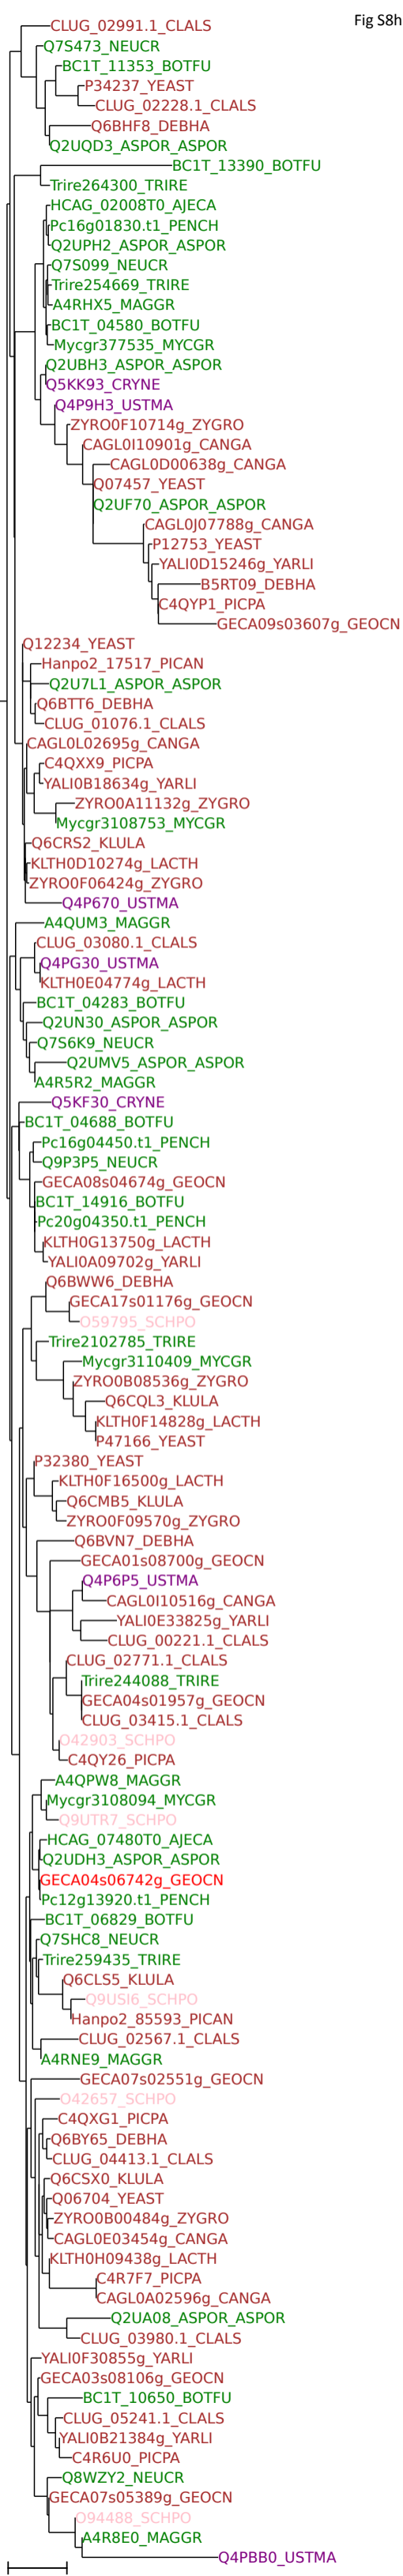 Fig S8h
CLUG_02991.1_CLALS
Q7S473_NEUCR
BC1T_11353_BOTFU
P34237_YEAST
CLUG_02228.1_CLALS
Q6BHF8_DEBHA
Q2UQD3_ASPOR_ASPOR
BC1T_13390_BOTFU
Trire264300_TRIRE
HCAG_02008T0_AJECA
Pc16g01830.t1_PENCH
Q2UPH2_ASPOR_ASPOR
Q7S099_NEUCR
Trire254669_TRIRE
A4RHX5_MAGGR
BC1T_04580_BOTFU
Mycgr377535_MYCGR
Q2UBH3_ASPOR_ASPOR
Q5KK93_CRYNE
Q4P9H3_USTMA
ZYRO0F10714g_ZYGRO
CAGL0I10901g_CANGA
CAGL0D00638g_CANGA
Q07457_YEAST
Q2UF70_ASPOR_ASPOR
CAGL0J07788g_CANGA
P12753_YEAST
YALI0D15246g_YARLI
B5RT09_DEBHA
C4QYP1_PICPA
GECA09s03607g_GEOCN
Q12234_YEAST
Hanpo2_17517_PICAN
Q2U7L1_ASPOR_ASPOR
Q6BTT6_DEBHA
CLUG_01076.1_CLALS
CAGL0L02695g_CANGA
C4QXX9_PICPA
YALI0B18634g_YARLI
ZYRO0A11132g_ZYGRO
Mycgr3108753_MYCGR
Q6CRS2_KLULA
KLTH0D10274g_LACTH
ZYRO0F06424g_ZYGRO
Q4P670_USTMA
A4QUM3_MAGGR
CLUG_03080.1_CLALS
Q4PG30_USTMA
KLTH0E04774g_LACTH
BC1T_04283_BOTFU
Q2UN30_ASPOR_ASPOR
Q7S6K9_NEUCR
Q2UMV5_ASPOR_ASPOR
A4R5R2_MAGGR
Q5KF30_CRYNE
BC1T_04688_BOTFU
Pc16g04450.t1_PENCH
Q9P3P5_NEUCR
GECA08s04674g_GEOCN
BC1T_14916_BOTFU
Pc20g04350.t1_PENCH
KLTH0G13750g_LACTH
YALI0A09702g_YARLI
Q6BWW6_DEBHA
GECA17s01176g_GEOCN
O59795_SCHPO
Trire2102785_TRIRE
Mycgr3110409_MYCGR
ZYRO0B08536g_ZYGRO
Q6CQL3_KLULA
KLTH0F14828g_LACTH
P47166_YEAST
P32380_YEAST
KLTH0F16500g_LACTH
Q6CMB5_KLULA
ZYRO0F09570g_ZYGRO
Q6BVN7_DEBHA
GECA01s08700g_GEOCN
Q4P6P5_USTMA
CAGL0I10516g_CANGA
YALI0E33825g_YARLI
CLUG_00221.1_CLALS
CLUG_02771.1_CLALS
Trire244088_TRIRE
GECA04s01957g_GEOCN
CLUG_03415.1_CLALS
O42903_SCHPO
C4QY26_PICPA
A4QPW8_MAGGR
Mycgr3108094_MYCGR
Q9UTR7_SCHPO
HCAG_07480T0_AJECA
Q2UDH3_ASPOR_ASPOR
GECA04s06742g_GEOCN
Pc12g13920.t1_PENCH
BC1T_06829_BOTFU
Q7SHC8_NEUCR
Trire259435_TRIRE
Q6CLS5_KLULA
Q9USI6_SCHPO
Hanpo2_85593_PICAN
CLUG_02567.1_CLALS
A4RNE9_MAGGR
GECA07s02551g_GEOCN
O42657_SCHPO
C4QXG1_PICPA
Q6BY65_DEBHA
CLUG_04413.1_CLALS
Q6CSX0_KLULA
Q06704_YEAST
ZYRO0B00484g_ZYGRO
CAGL0E03454g_CANGA
KLTH0H09438g_LACTH
C4R7F7_PICPA
CAGL0A02596g_CANGA
Q2UA08_ASPOR_ASPOR
CLUG_03980.1_CLALS
YALI0F30855g_YARLI
GECA03s08106g_GEOCN
BC1T_10650_BOTFU
CLUG_05241.1_CLALS
YALI0B21384g_YARLI
C4R6U0_PICPA
Q8WZY2_NEUCR
GECA07s05389g_GEOCN
O94488_SCHPO
A4R8E0_MAGGR
Q4PBB0_USTMA